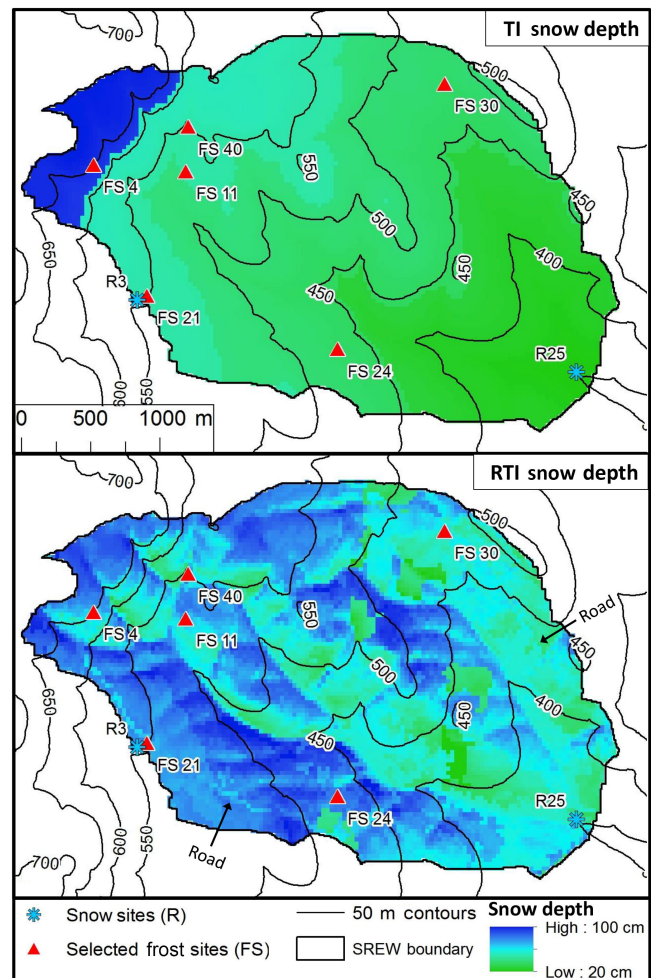 TI snow depth
700
500
FS 30
FS 40
FS 4
550
FS 11
450
500
650
400
450
R3
450
FS 21
R25
FS 24
600
550
0 500 1000 m
RTI snow depth
700
500
FS 30
FS 40
Road
FS 4
550
FS 11
450
500
650
400
450
R3
450
FS 21
R25
FS 24
600
550
Road
700
Snow sites (R)
50 m contours
Snow depth
High : 100 cm
Selected frost sites (FS)
SREW boundary
Low : 20 cm